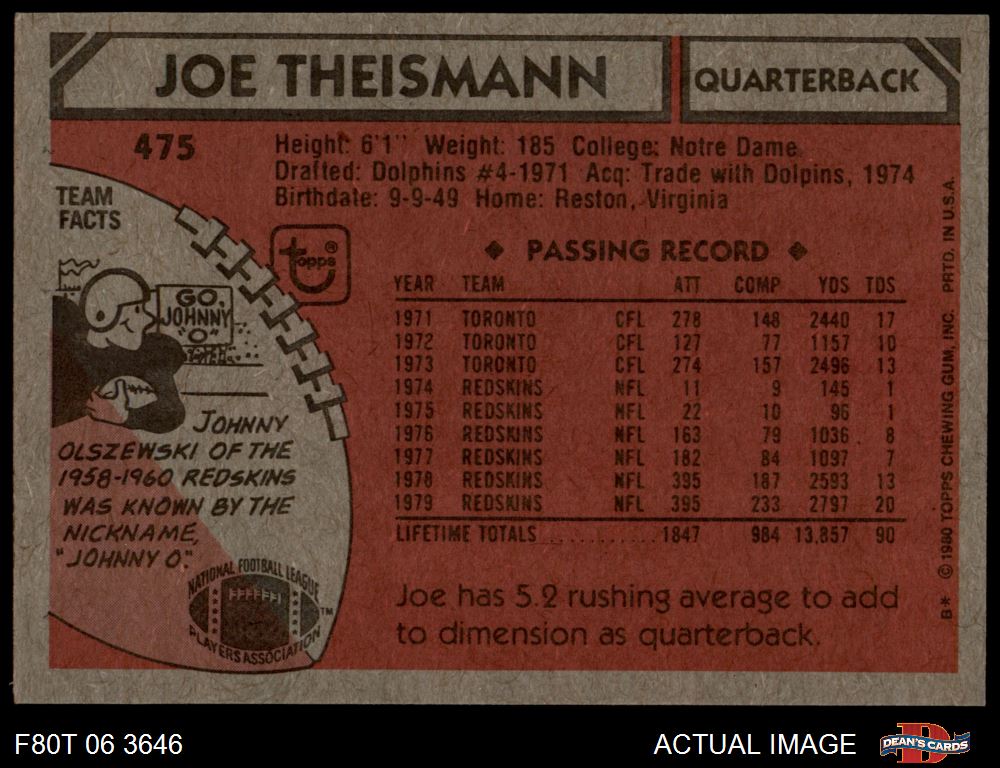 JOE THEISMANN QUARTERBACK
475
Height: 6'1" Weight: 185 College: Notre Dame
Drafted: Dolphins #4-1971 Acq: Trade with Dolpins, 1974
Birthdate: 9-9-49 Home: Reston, Virginia
TEAM
FACTS
topps®
GO,
JOHNNY
"O"
JOHNNY
OLSZEWSKI OF THE
1958-1960 REDSKINS
WAS KNOWN BY THE
NICKNAME,
"JOHNNY O."
NATIONAL FOOTBALL LEAGUE
PLAYERS ASSOCIATION
TM
◆ PASSING RECORD ◆
YEAR TEAM ATT COMP YDS TDS
1971 TORONTO CFL 278 148 2440 17
1972 TORONTO CFL 127 77 1157 10
1973 TORONTO CFL 274 157 2496 13
1974 REDSKINS NFL 11 9 145 1
1975 REDSKINS NFL 22 10 96 1
1976 REDSKINS NFL 163 79 1036 8
1977 REDSKINS NFL 182 84 1097 7
1978 REDSKINS NFL 395 187 2593 13
1979 REDSKINS NFL 395 233 2797 20
LIFETIME TOTALS ............ 1847 984 13,857 90
Joe has 5.2 rushing average to add
to dimension as quarterback.
B* © 1980 TOPPS CHEWING GUM, INC. PRTD. IN U.S.A.
F80T 06 3646
ACTUAL IMAGE
DEAN'S CARDS